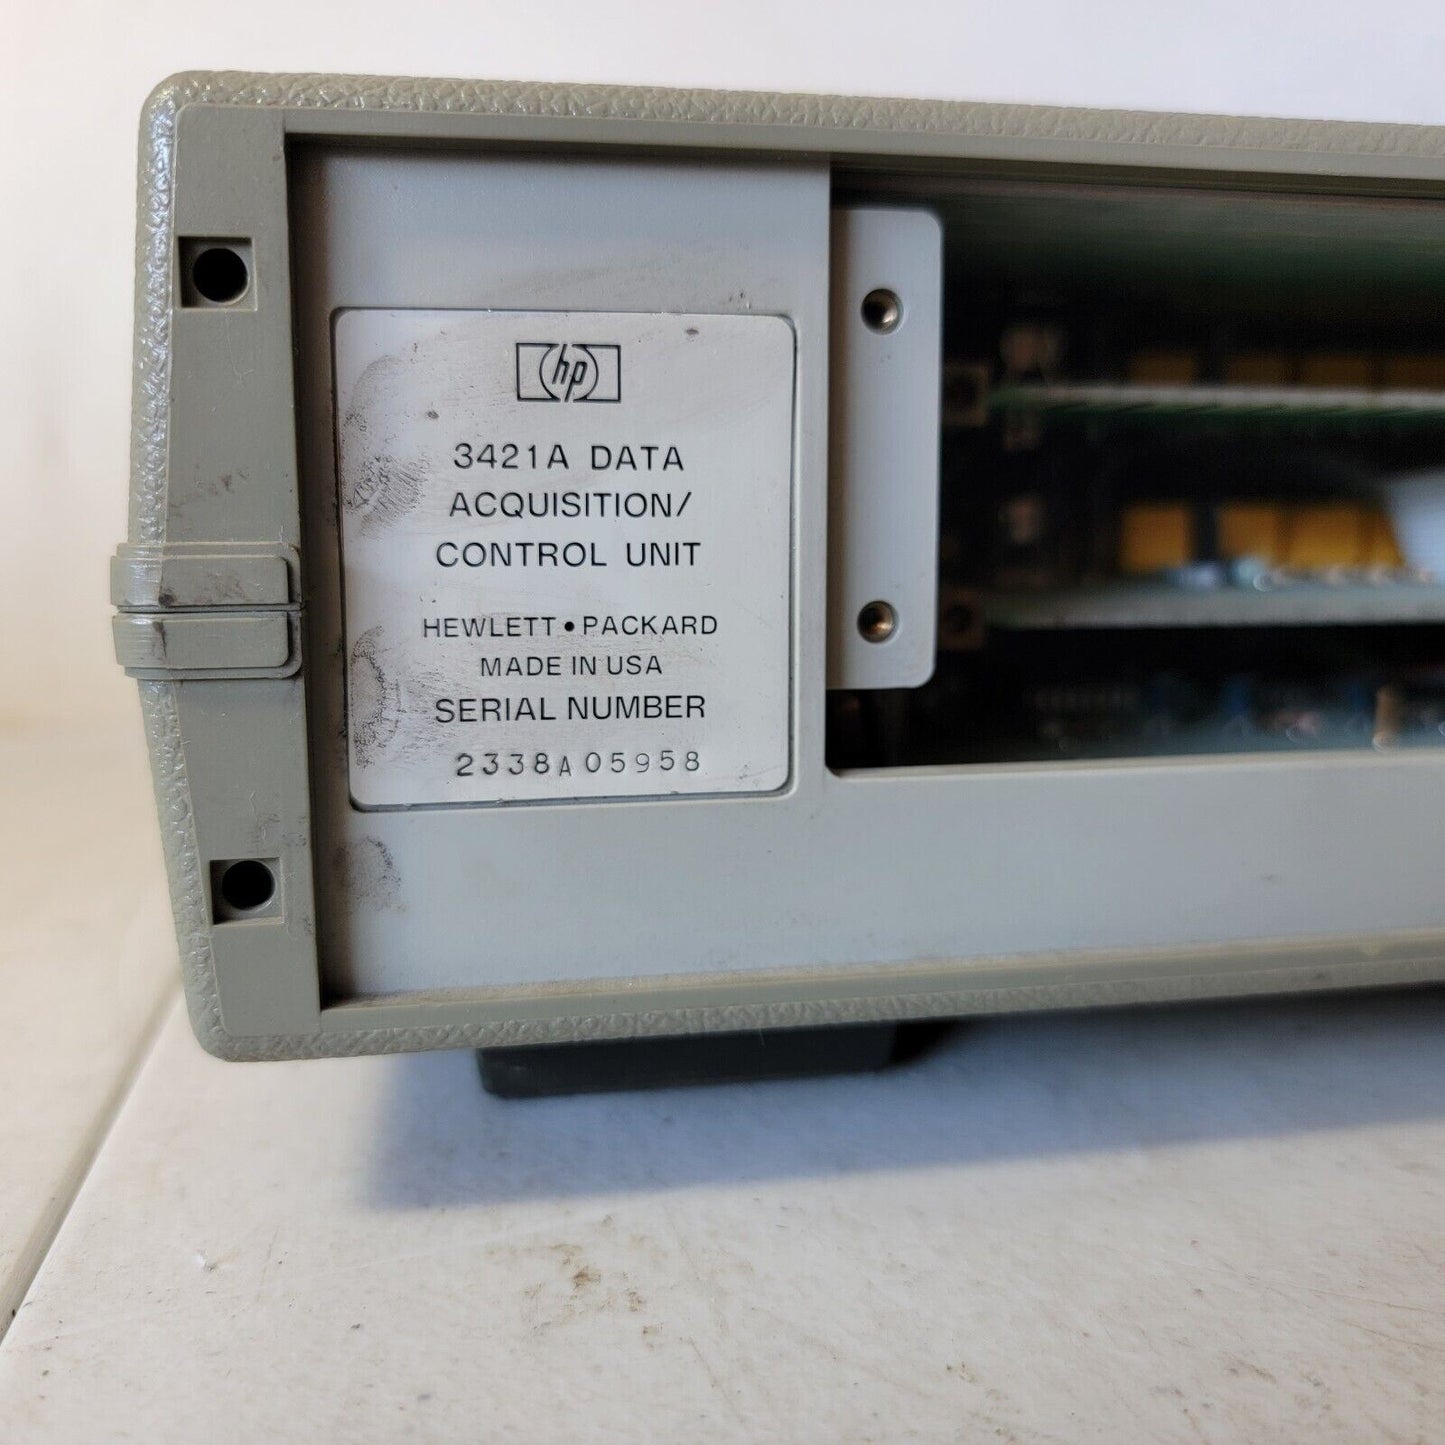 hp
3421A DATA
ACQUISITION/
CONTROL UNIT
HEWLETT•PACKARD
MADE IN USA
SERIAL NUMBER
2338A05958